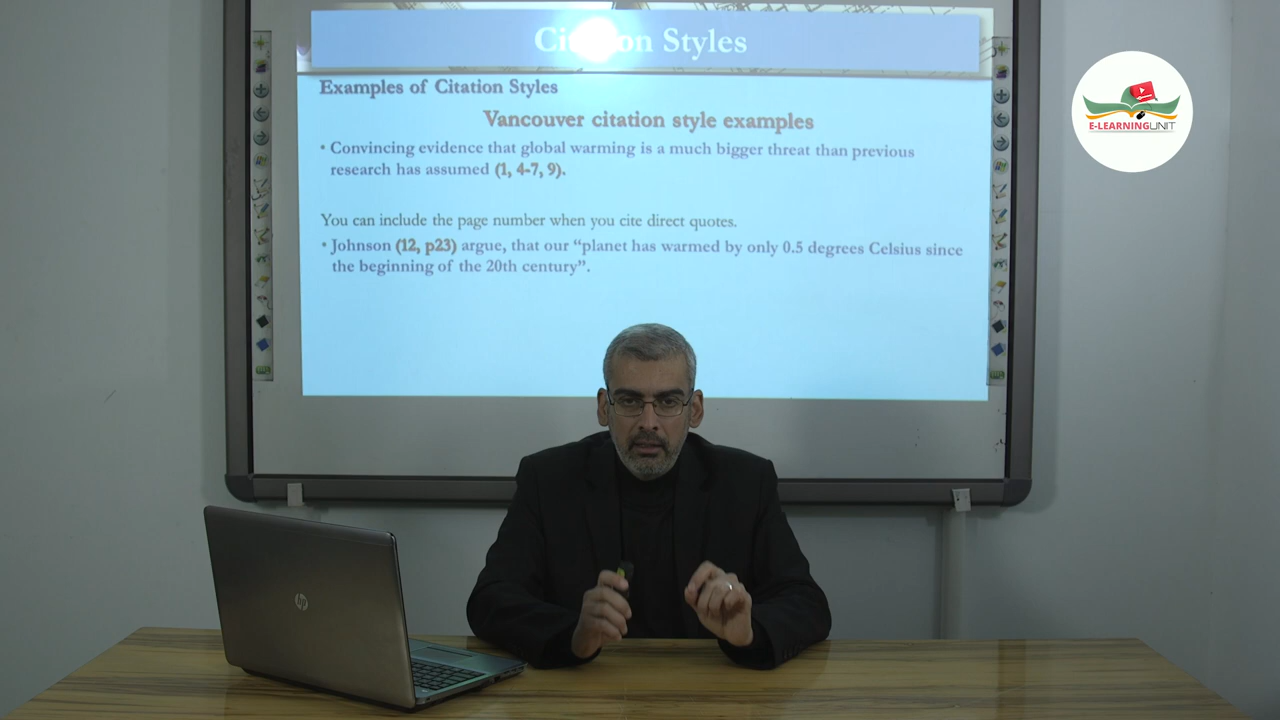 Citation Styles
Examples of Citation Styles
Vancouver citation style examples
• Convincing evidence that global warming is a much bigger threat than previous
research has assumed (1, 4-7, 9).
You can include the page number when you cite direct quotes.
• Johnson (12, p23) argue, that our “planet has warmed by only 0.5 degrees Celsius since
the beginning of the 20th century”.
E-LEARNINGUNIT
hp